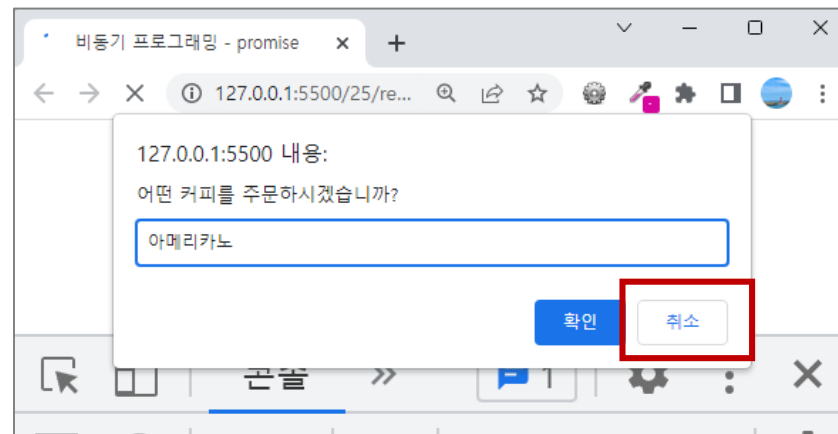 비동기 프로그래밍 - promise
127.0.0.1:5500/25/re...
127.0.0.1:5500 내용:
어떤 커피를 주문하시겠습니까?
아메리카노
확인 취소
콘솔 » 1